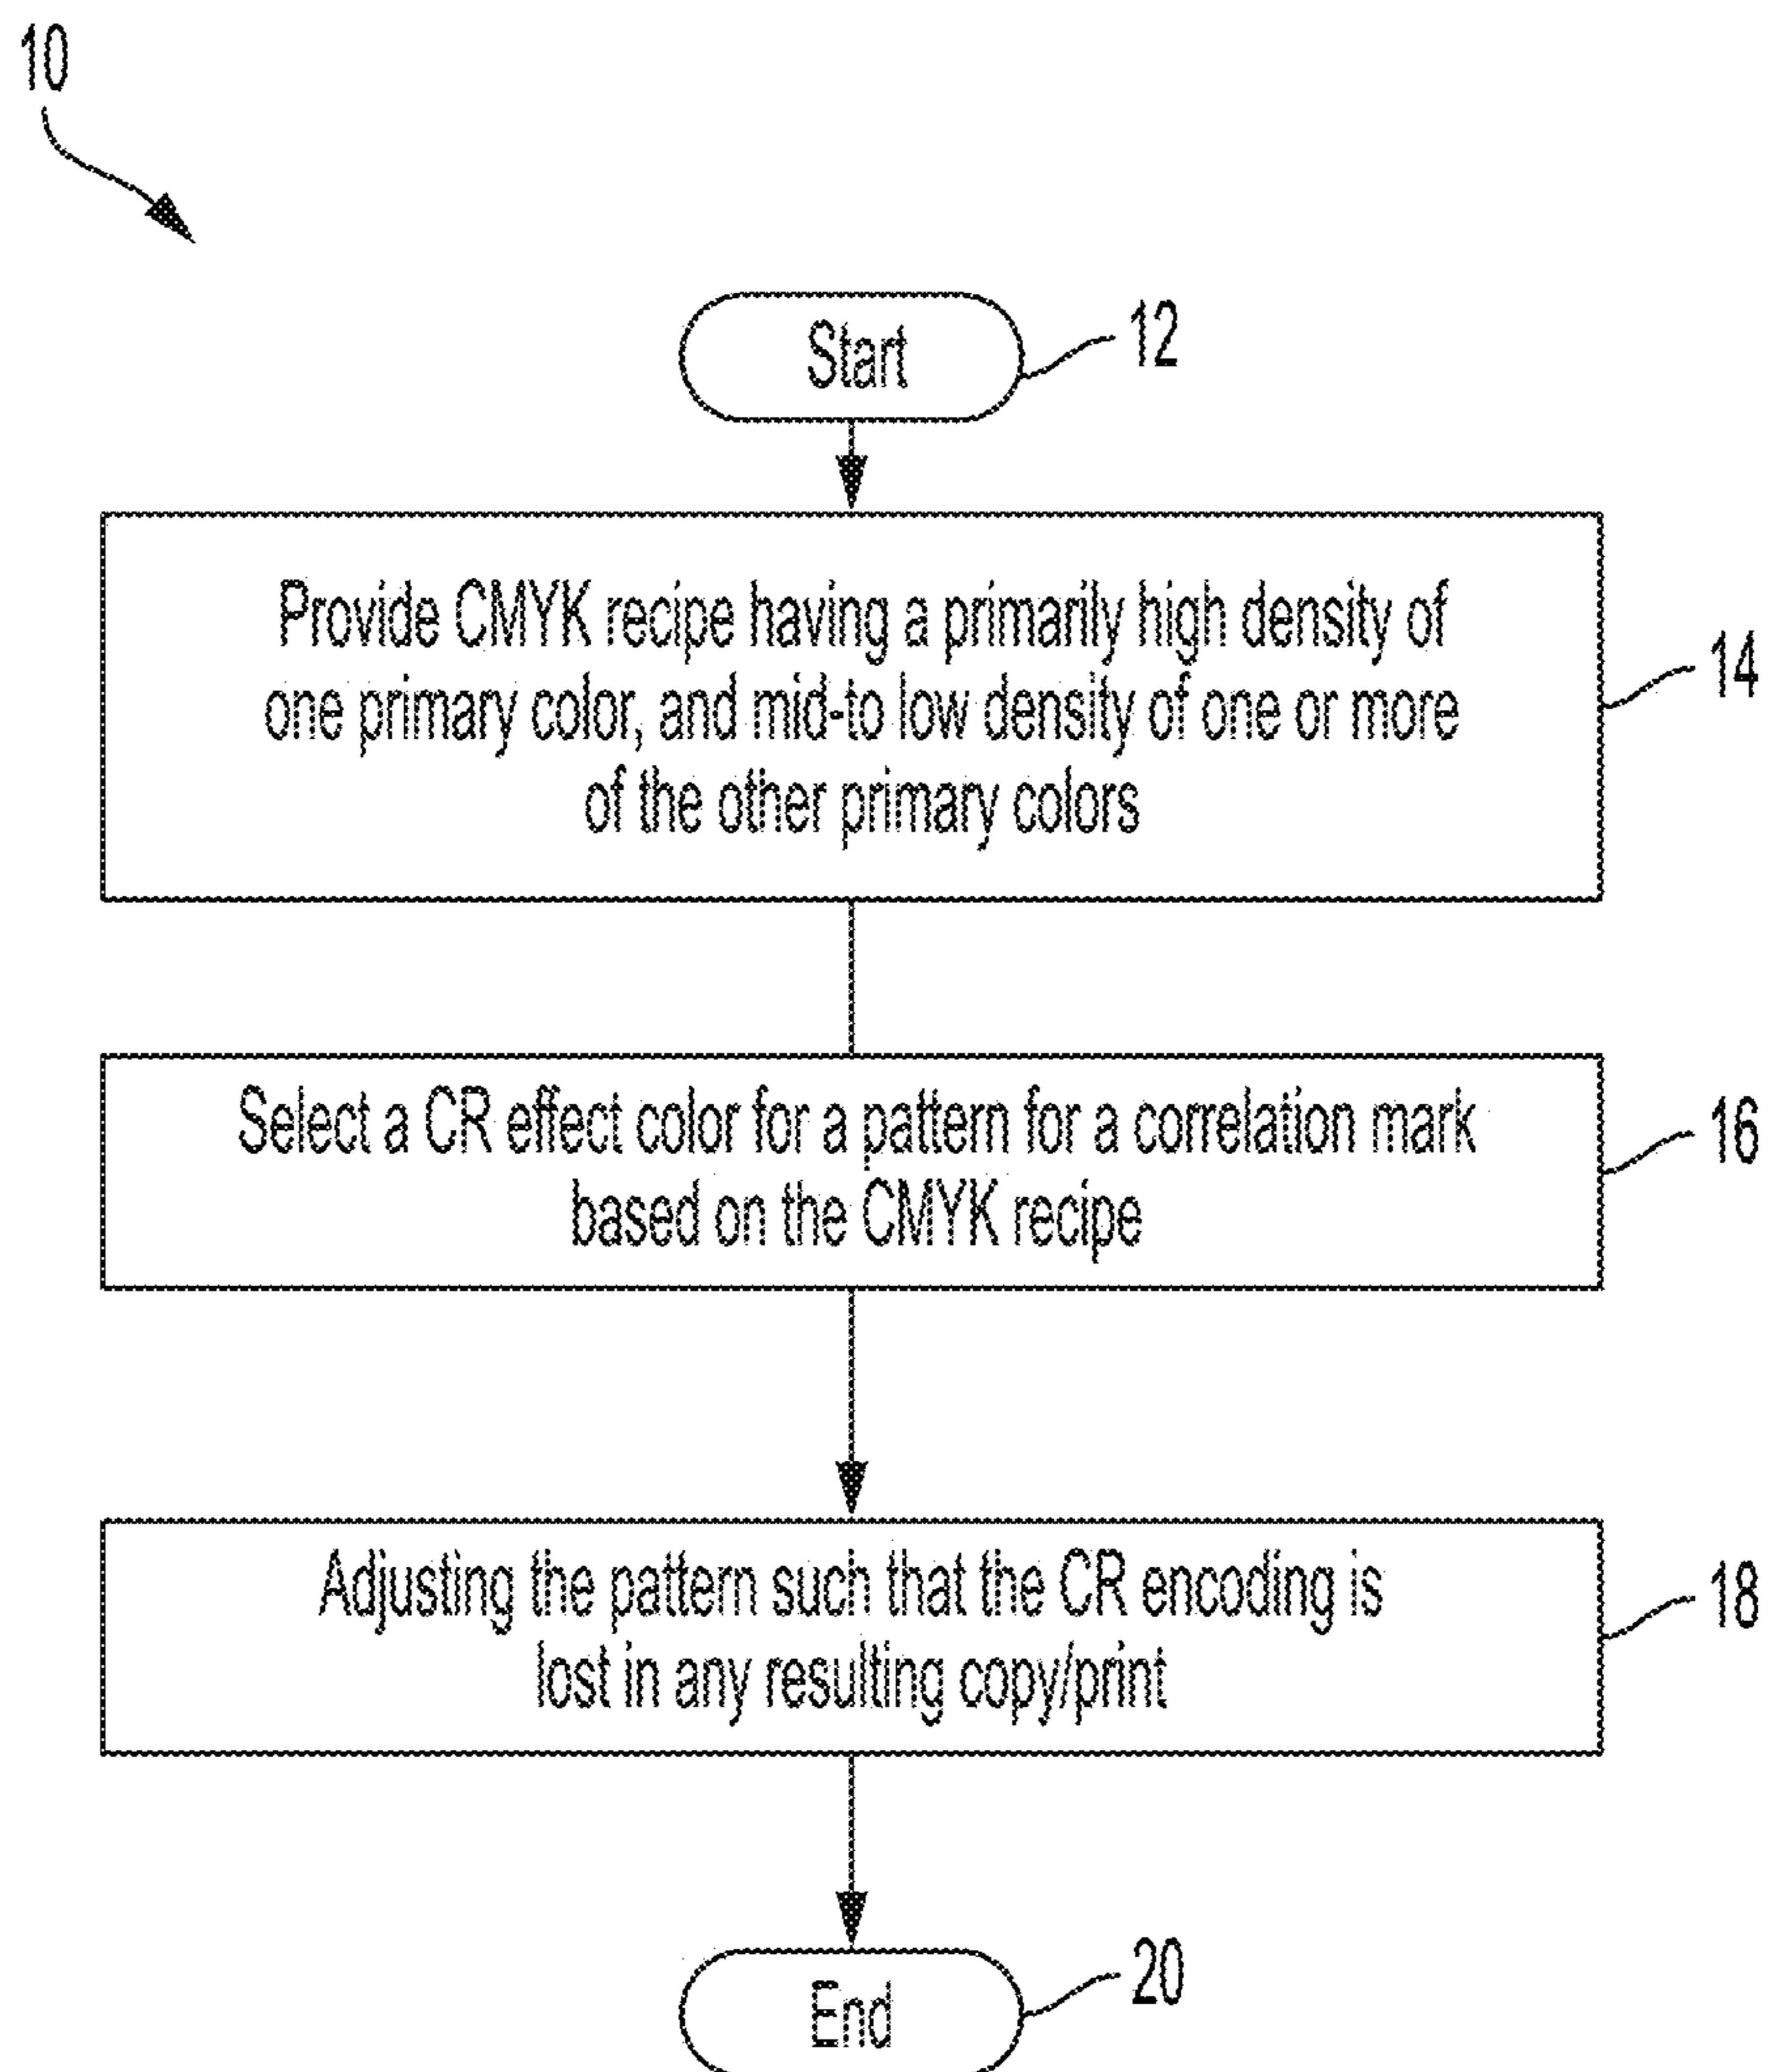 10
Start
12
Provide CMYK recipe having a primarily high density of
one primary color, and mid-to low density of one or more
of the other primary colors
14
Select a CR effect color for a pattern for a correlation mark
based on the CMYK recipe
16
Adjusting the pattern such that the CR encoding is
lost in any resulting copy/print
18
End
20